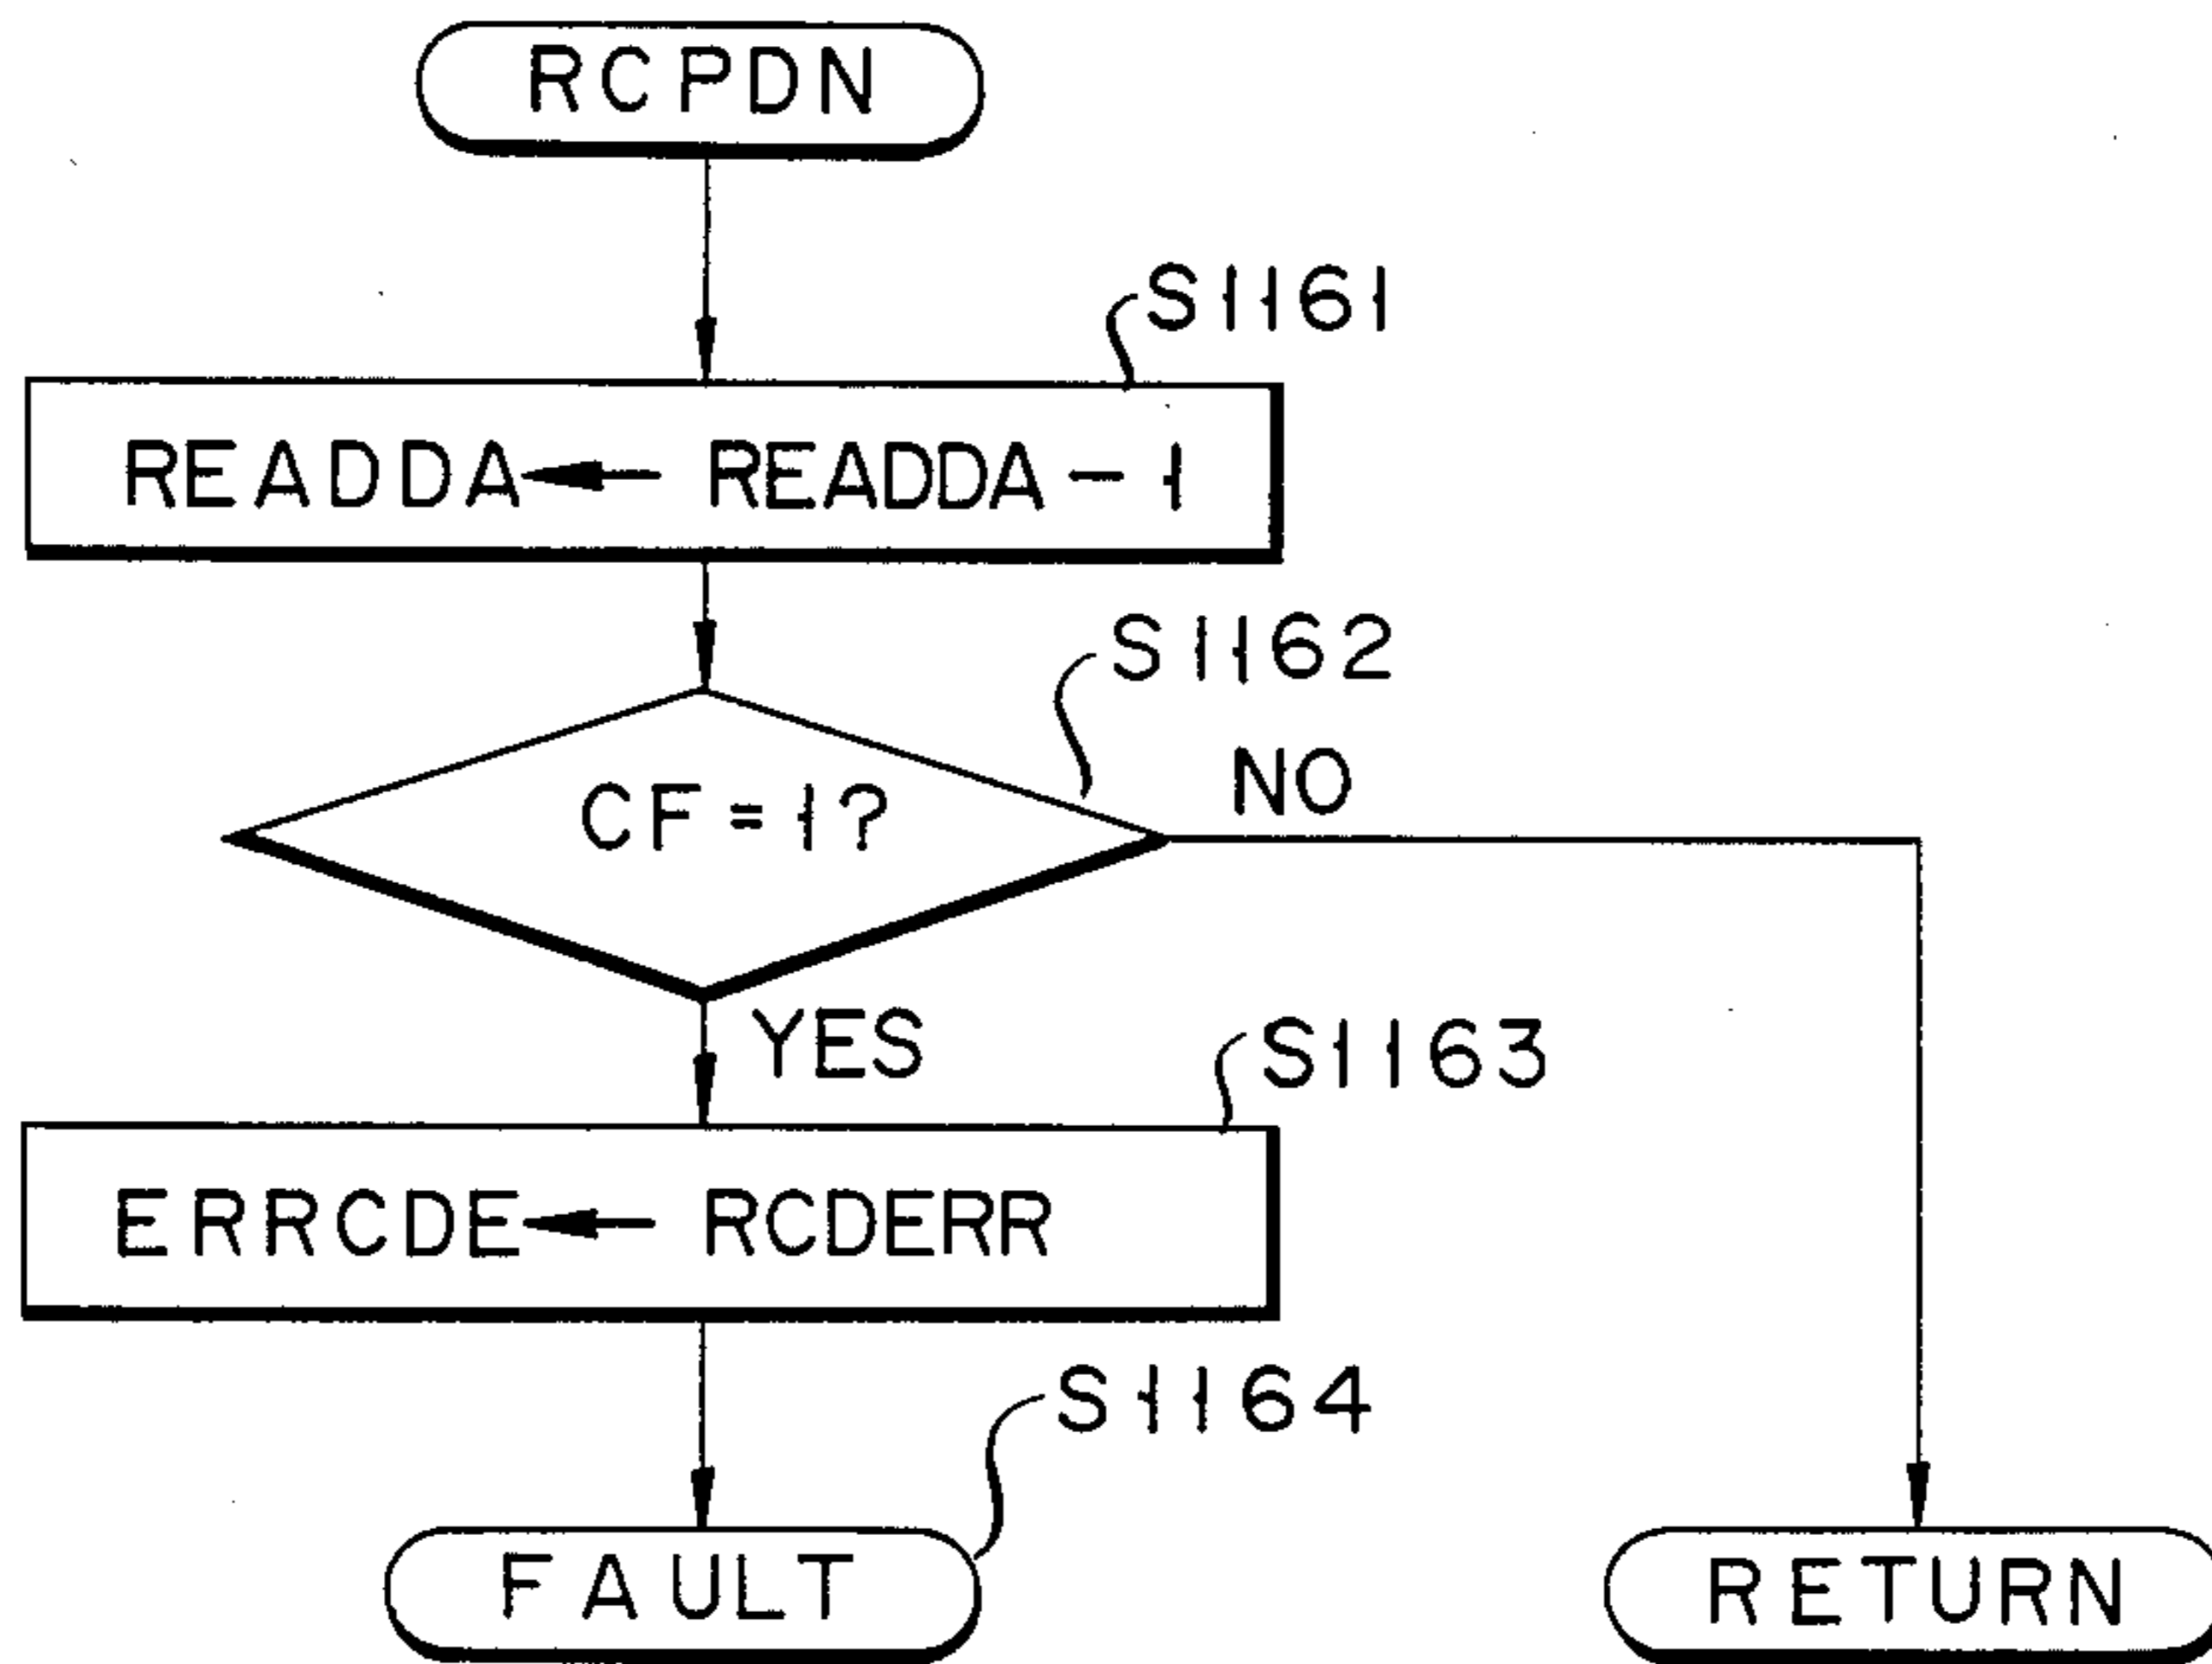 RCPDN
S1161
READDA ← READDA - 1
S1162
CF = 1 ?
NO
YES
S1163
ERRCDE ← RCDERR
S1164
FAULT
RETURN